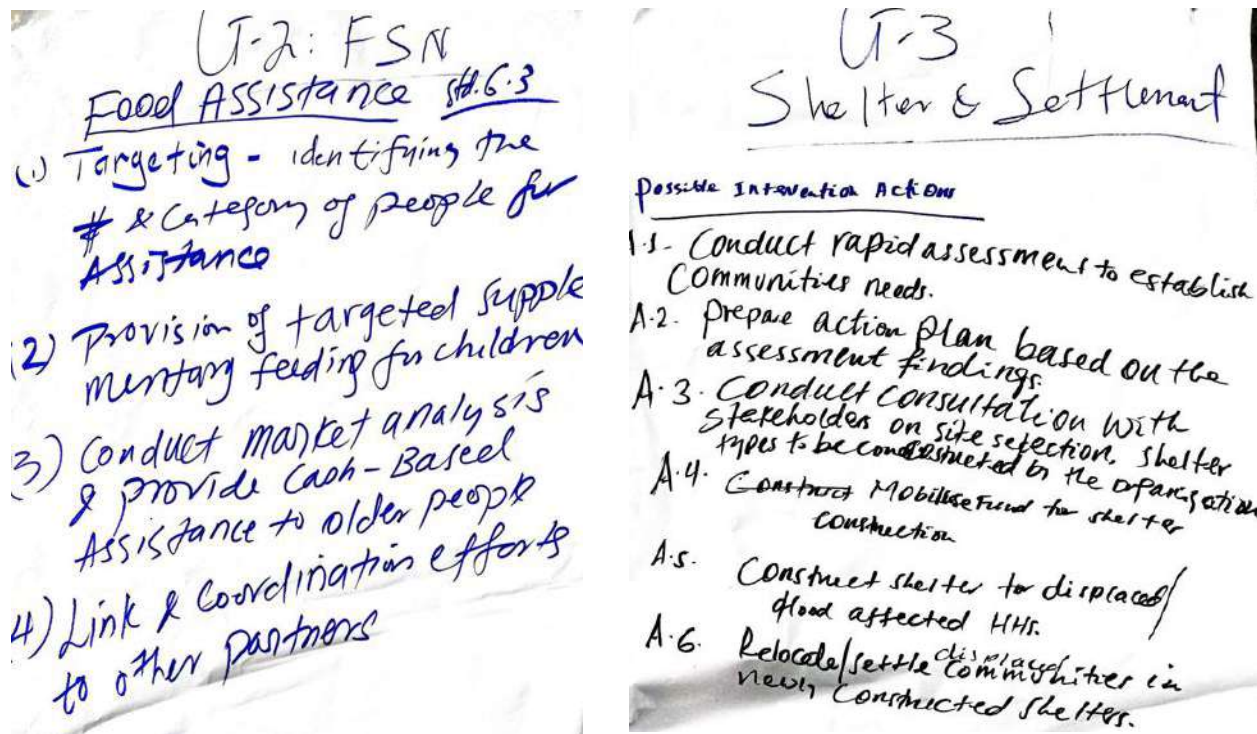 G-2: FSN
Food Assistance std.6.3
(1) Targeting - identifying the
# & Category of people for
Assistance
(2) Provision of targeted supple
mentary feeding for children
3) Conduct market analysis
& provide Cash-Based
Assistance to older people
4) Link & Coordination efforts
to other partners
G-3
Shelter & Settlement
Possible Intervention Actions
A.1- Conduct rapid assessment to establish
Communities needs.
A.2. Prepare action plan based on the
assessment findings.
A.3. Conduct consultation with
stakeholders on site selection, shelter
types to be constructed by the organization
A.4. Construct Mobilise Fund for shelter
construction
A.5. Construct shelter to displaced/
flood affected HHs.
A.6. Relocate/settle displaced communities in
newly constructed shelters.